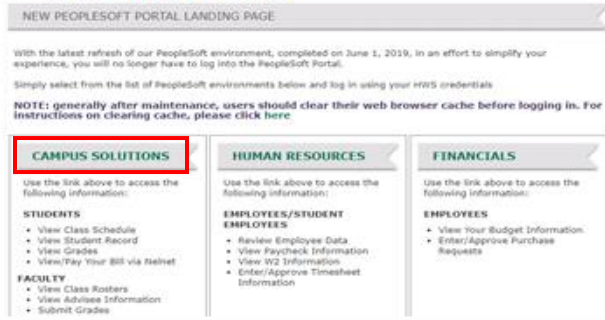 NEW PEOPLESOFT PORTAL LANDING PAGE
With the latest refresh of our PeopleSoft environment, completed on June 1, 2019, in an effort to simplify your
experience, you will no longer have to log into the PeopleSoft Portal.
Simply select from the list of PeopleSoft environments below and log in using your HWS credentials
NOTE: generally after maintenance, users should clear their web browser cache before logging in. For
instructions on clearing cache, please click here
CAMPUS SOLUTIONS
Use the link above to access the
following information:
STUDENTS
• View Class Schedule
• View Student Record
• View Grades
• View/Pay Your Bill via Nelnet
FACULTY
• View Class Rosters
• View Advisee Information
• Submit Grades
HUMAN RESOURCES
Use the link above to access the
following information:
EMPLOYEES/STUDENT
EMPLOYEES
• Review Employee Data
• View Paycheck Information
• View W2 Information
• Enter/Approve Timesheet
Information
FINANCIALS
Use the link above to access the
following information:
EMPLOYEES
• View Your Budget Information
• Enter/Approve Purchase
Requests